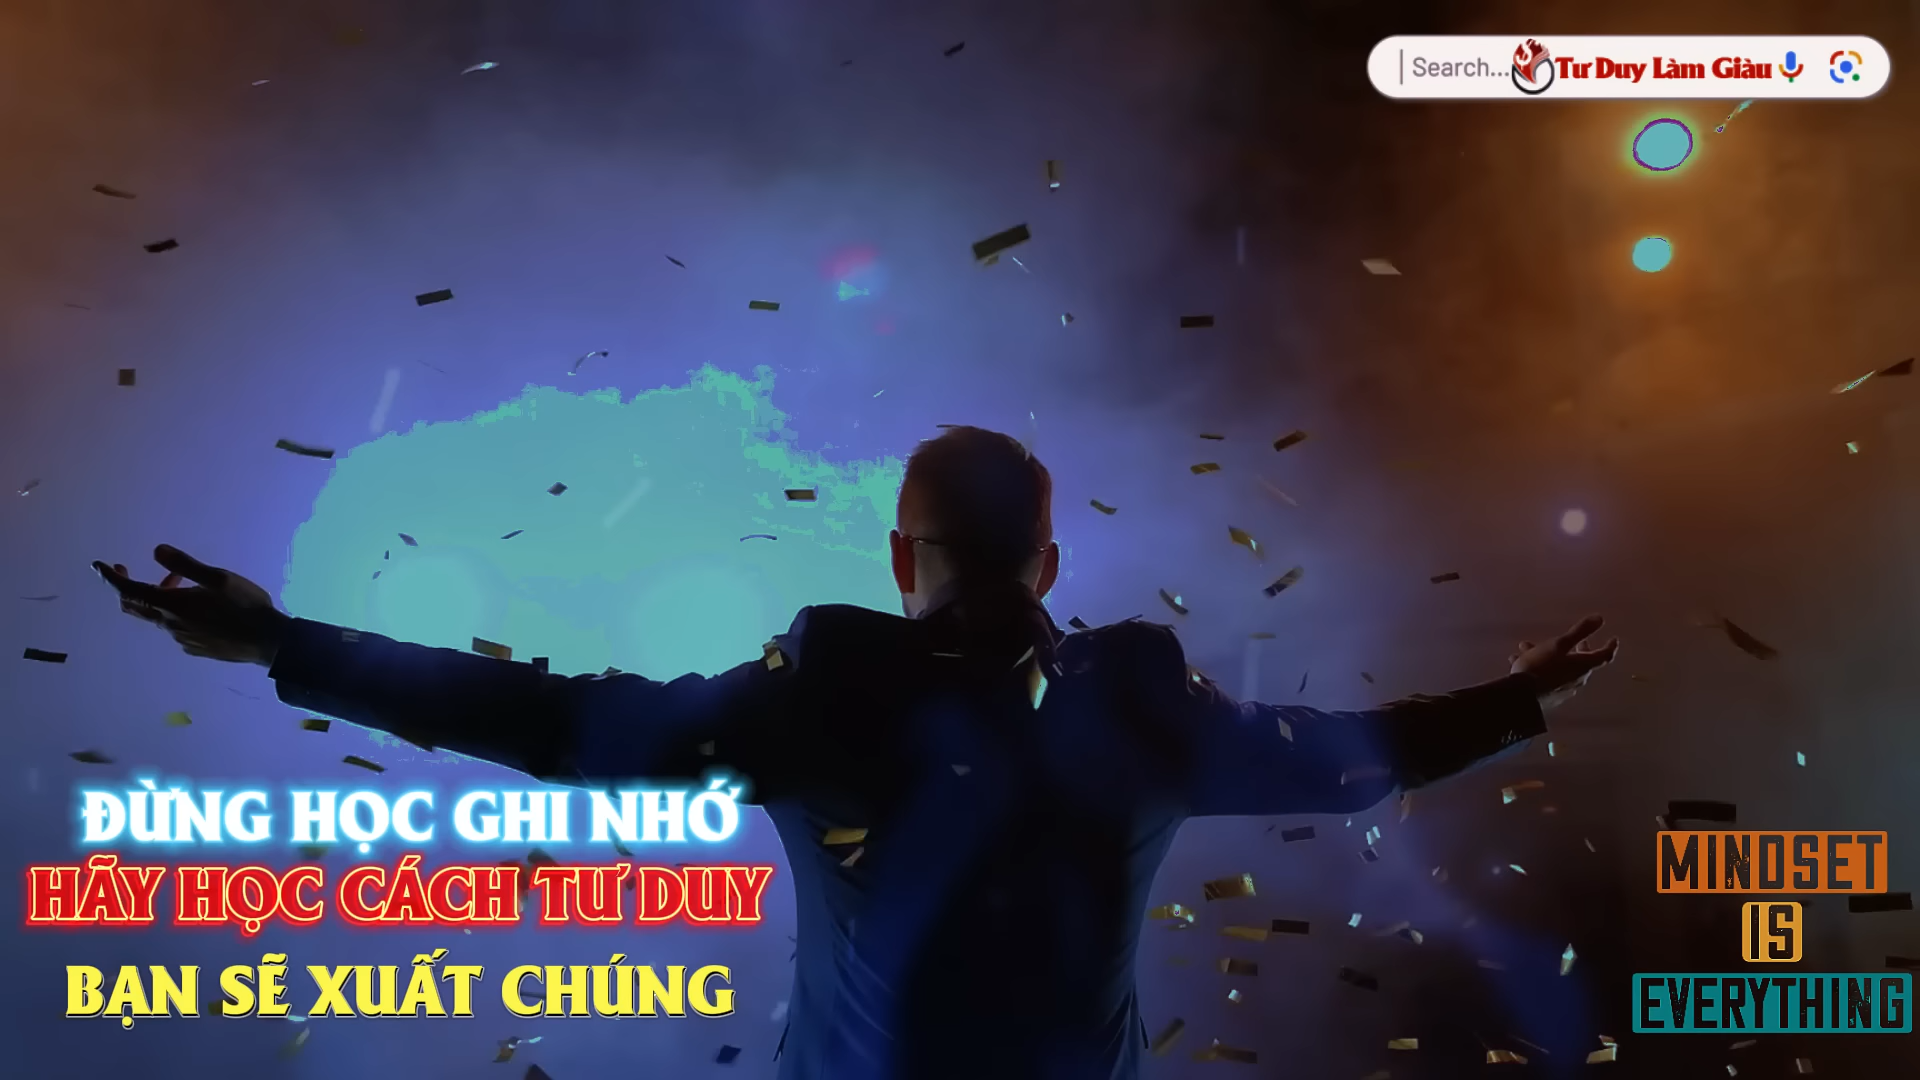 Search... Tư Duy Làm Giàu
ĐỪNG HỌC GHI NHỚ
HÃY HỌC CÁCH TƯ DUY
BẠN SẼ XUẤT CHÚNG
MINDSET
IS
EVERYTHING